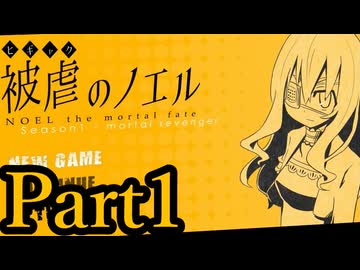 ヒギャク
被虐のノエル
NOEL the mortal fate
Season1 - mortal revenger
NEW GAME
Part1